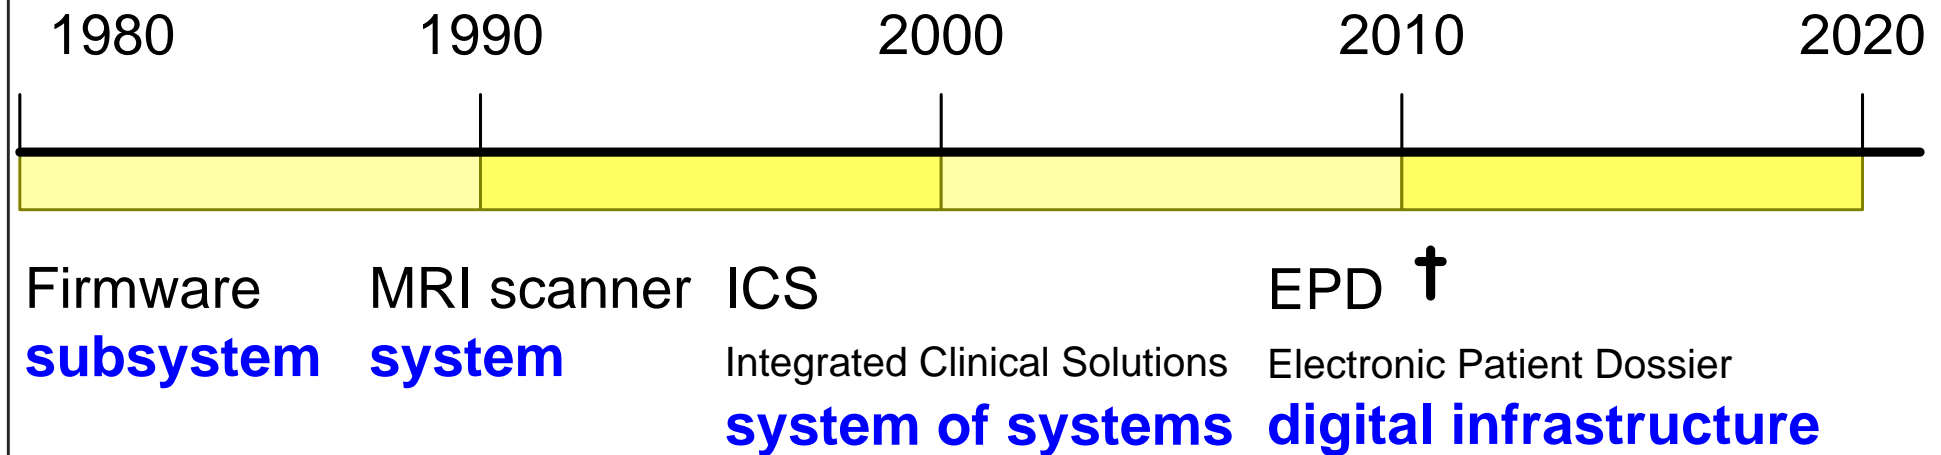 1980 1990 2000 2010 2020
Firmware MRI scanner ICS EPD †
subsystem system Integrated Clinical Solutions Electronic Patient Dossier
system of systems digital infrastructure